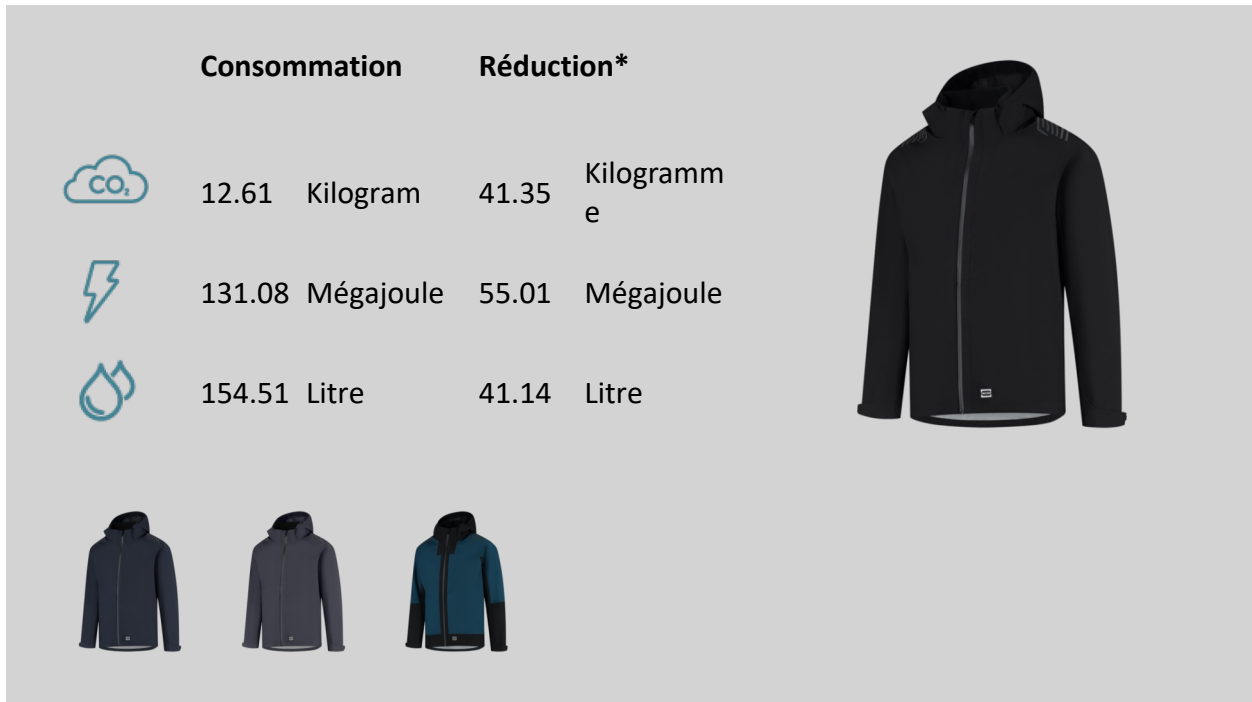 Consommation Réduction*
CO₂ 12.61 Kilogram 41.35 Kilogramm
e
131.08 Mégajoule 55.01 Mégajoule
154.51 Litre 41.14 Litre